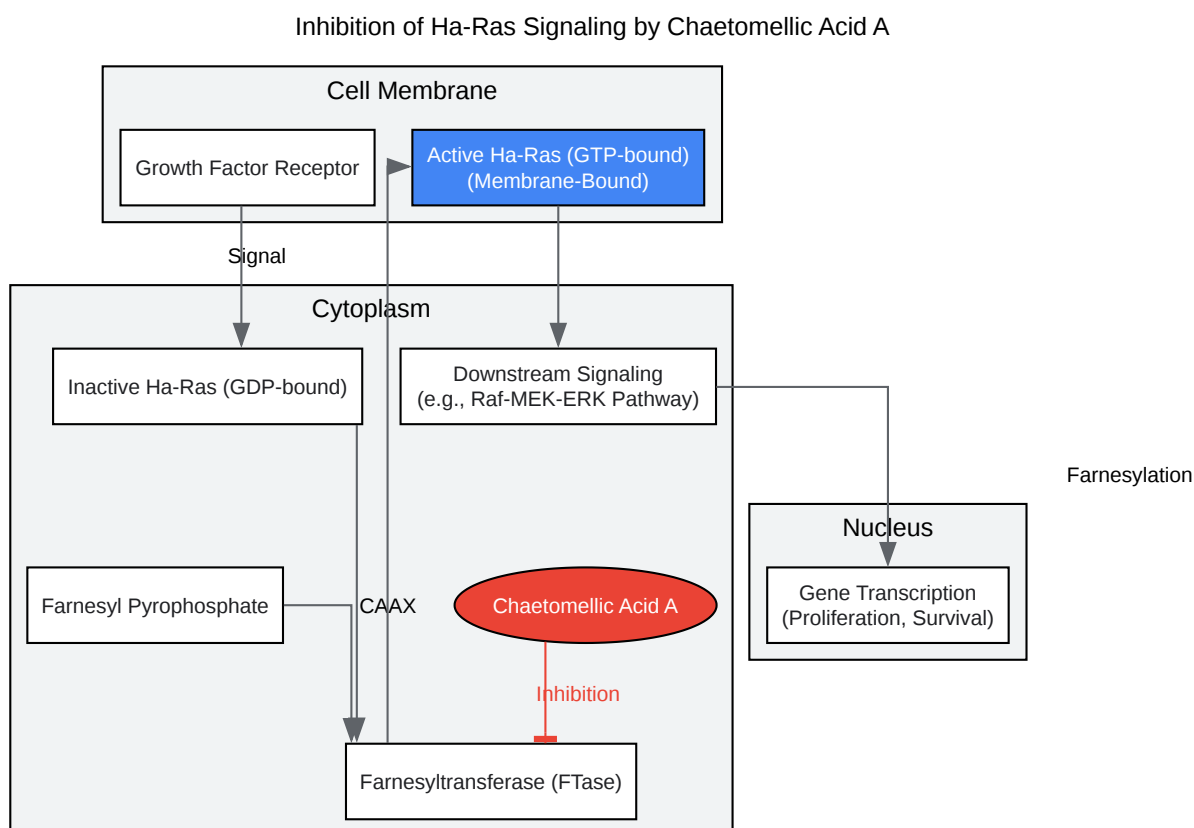 Inhibition of Ha-Ras Signaling by Chaetomellic Acid A
Cell Membrane
Growth Factor Receptor
Active Ha-Ras (GTP-bound)
(Membrane-Bound)
Signal
Cytoplasm
Inactive Ha-Ras (GDP-bound)
Downstream Signaling
(e.g., Raf-MEK-ERK Pathway)
Farnesylation
Nucleus
Farnesyl Pyrophosphate
CAAX
Chaetomellic Acid A
Gene Transcription
(Proliferation, Survival)
Inhibition
Farnesyltransferase (FTase)